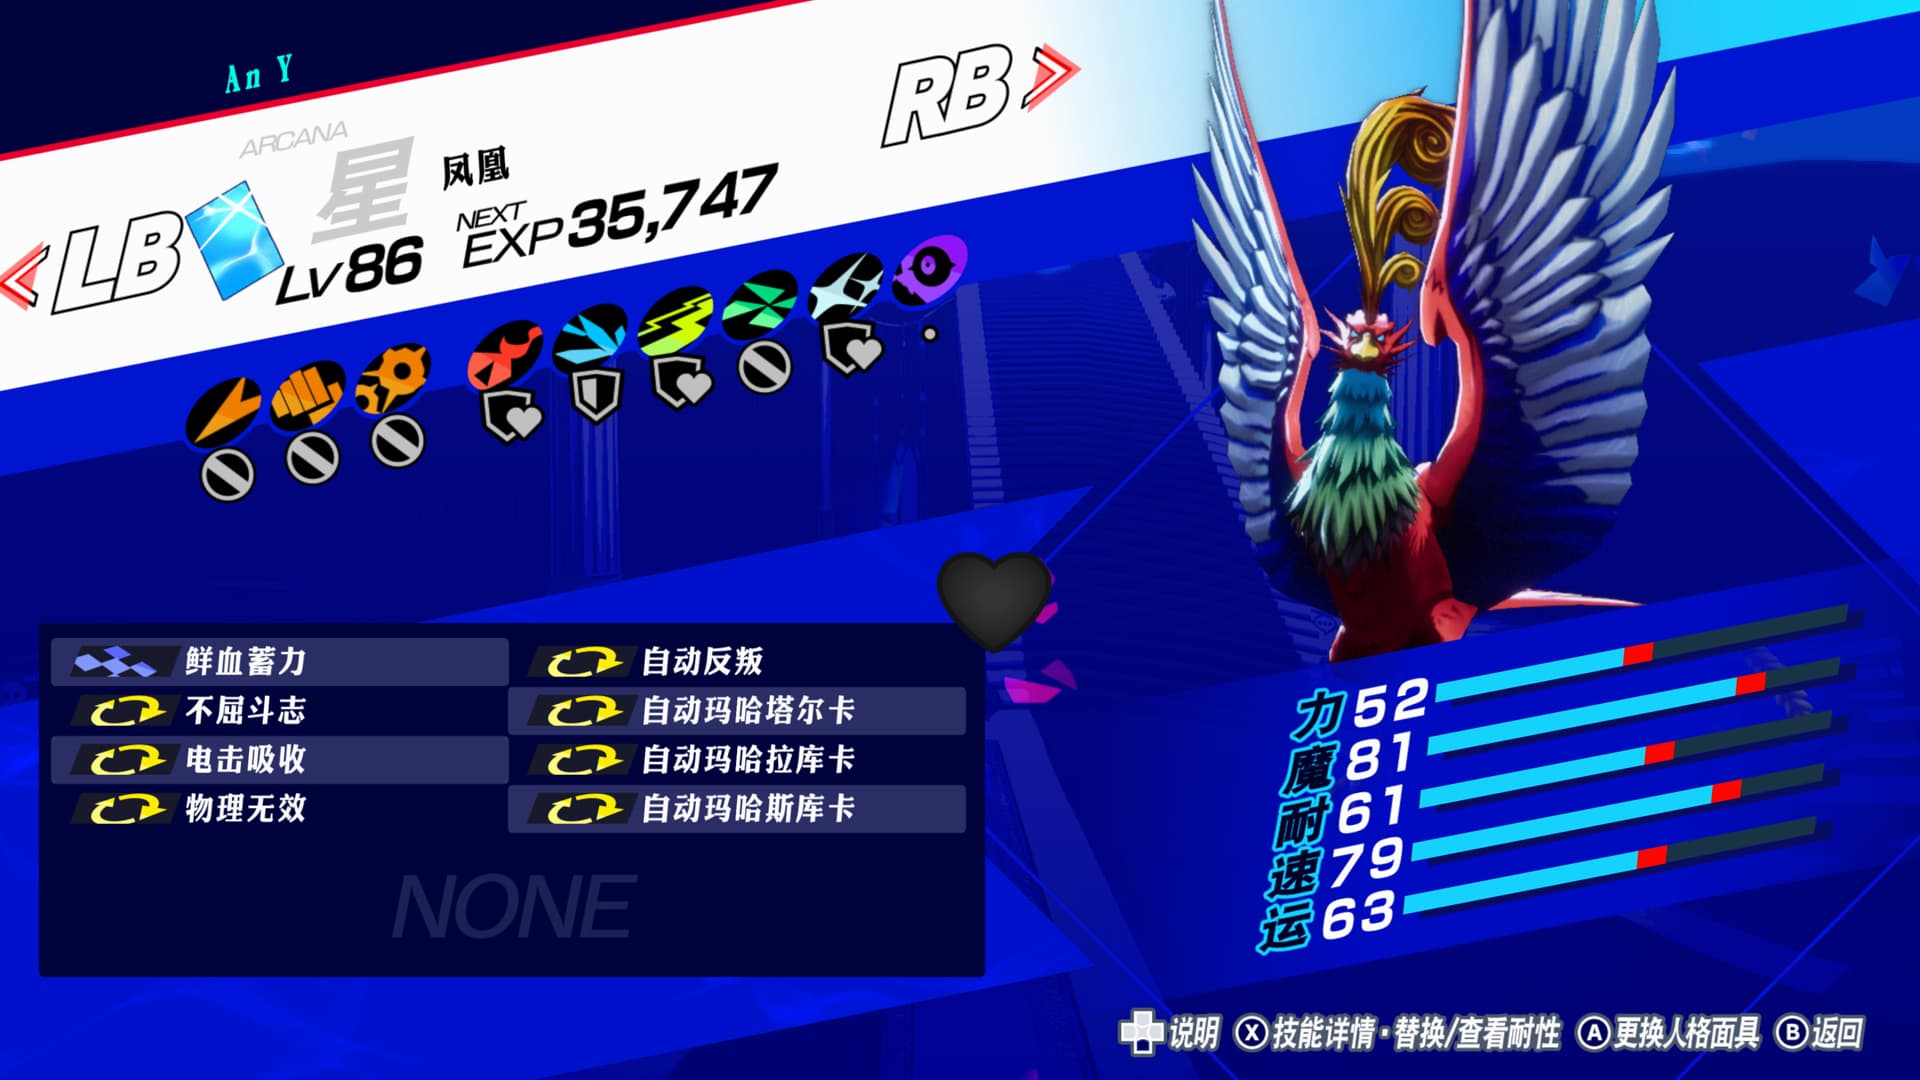 An Y
RB
ARCANA
星
凤凰
LB
Lv86
NEXT
EXP35,747
鲜血蓄力
自动反叛
不屈斗志
自动玛哈塔尔卡
电击吸收
自动玛哈拉库卡
物理无效
自动玛哈斯库卡
NONE
力52
魔81
耐61
速79
运63
说明 X技能详情·替换/查看耐性 A更换人格面具 B返回